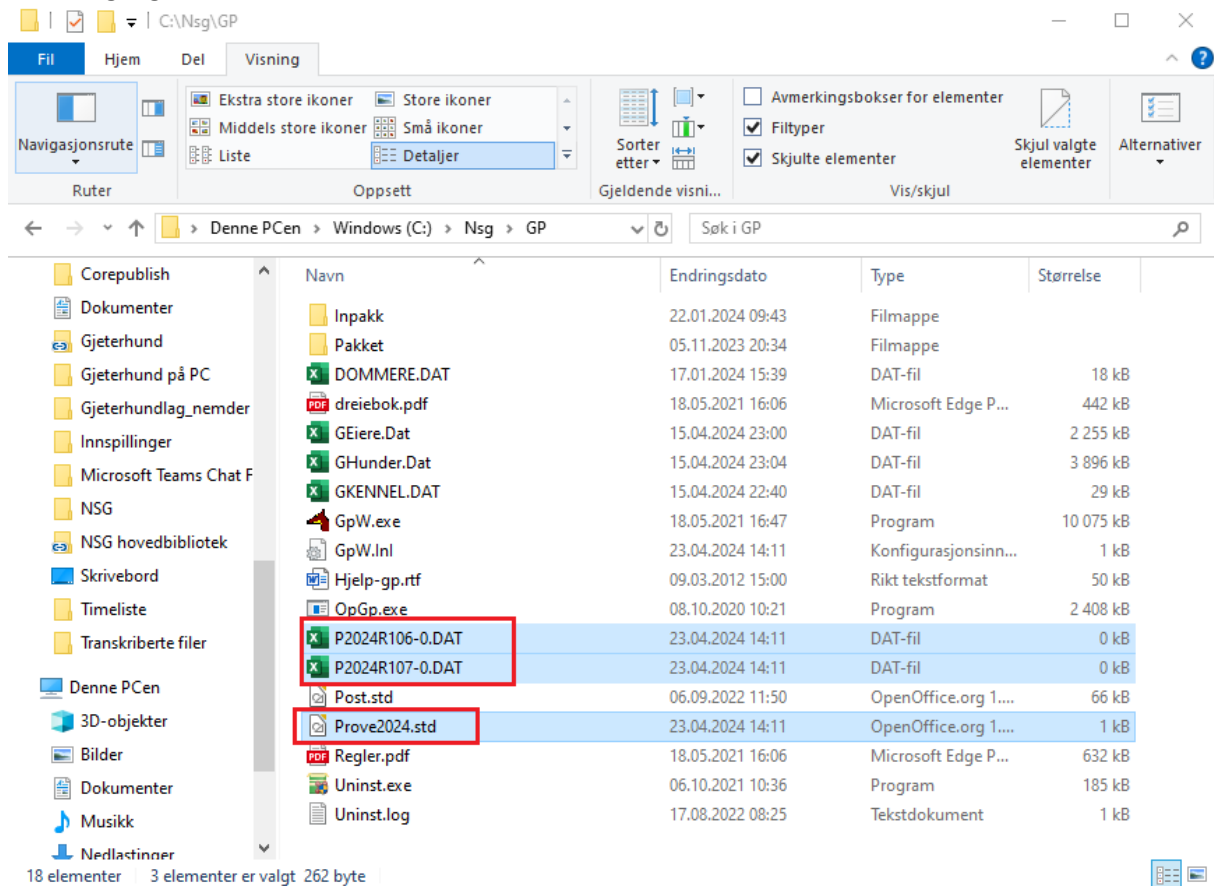 C:\Nsg\GP
Fil Hjem Del Visning
Ekstra store ikoner Store ikoner
Middels store ikoner Små ikoner
Liste Detaljer
Navigasjonsrute
Sorter etter
Avmerkingsbokser for elementer
Filtyper
Skjulte elementer
Skjul valgte elementer
Alternativer
Ruter Oppsett Gjeldende visni... Vis/skjul
Denne PCen > Windows (C:) > Nsg > GP Søk i GP
Corepublish
Dokumenter
Gjeterhund
Gjeterhund på PC
Gjeterhundlag_nemder
Innspillinger
Microsoft Teams Chat F
NSG
NSG hovedbibliotek
Skrivebord
Timeliste
Transkriberte filer
Denne PCen
3D-objekter
Bilder
Dokumenter
Musikk
Nedlastinger
Navn Endringsdato Type Størrelse
Inpakk 22.01.2024 09:43 Filmappe
Pakket 05.11.2023 20:34 Filmappe
DOMMERE.DAT 17.01.2024 15:39 DAT-fil 18 kB
PDF dreiebok.pdf 18.05.2021 16:06 Microsoft Edge P... 442 kB
GEiere.Dat 15.04.2024 23:00 DAT-fil 2 255 kB
GHunder.Dat 15.04.2024 23:04 DAT-fil 3 896 kB
GKENNEL.DAT 15.04.2024 22:40 DAT-fil 29 kB
GpW.exe 18.05.2021 16:47 Program 10 075 kB
GpW.InI 23.04.2024 14:11 Konfigurasjonsinn... 1 kB
Hjelp-gp.rtf 09.03.2012 15:00 Rikt tekstformat 50 kB
OpGp.exe 08.10.2020 10:21 Program 2 408 kB
P2024R106-0.DAT 23.04.2024 14:11 DAT-fil 0 kB
P2024R107-0.DAT 23.04.2024 14:11 DAT-fil 0 kB
Post.std 06.09.2022 11:50 OpenOffice.org 1.... 66 kB
Prove2024.std 23.04.2024 14:11 OpenOffice.org 1.... 1 kB
PDF Regler.pdf 18.05.2021 16:06 Microsoft Edge P... 632 kB
Uninst.exe 06.10.2021 10:36 Program 185 kB
Uninst.log 17.08.2022 08:25 Tekstdokument 1 kB
18 elementer 3 elementer er valgt 262 byte